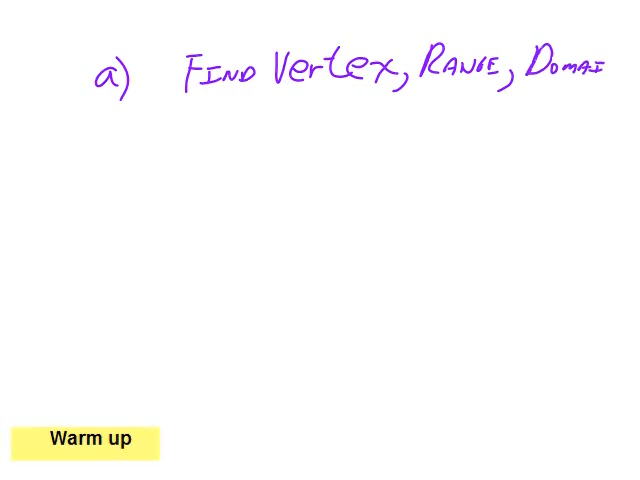 a) FIND Vertex, RANGE, DOMAI
Warm up